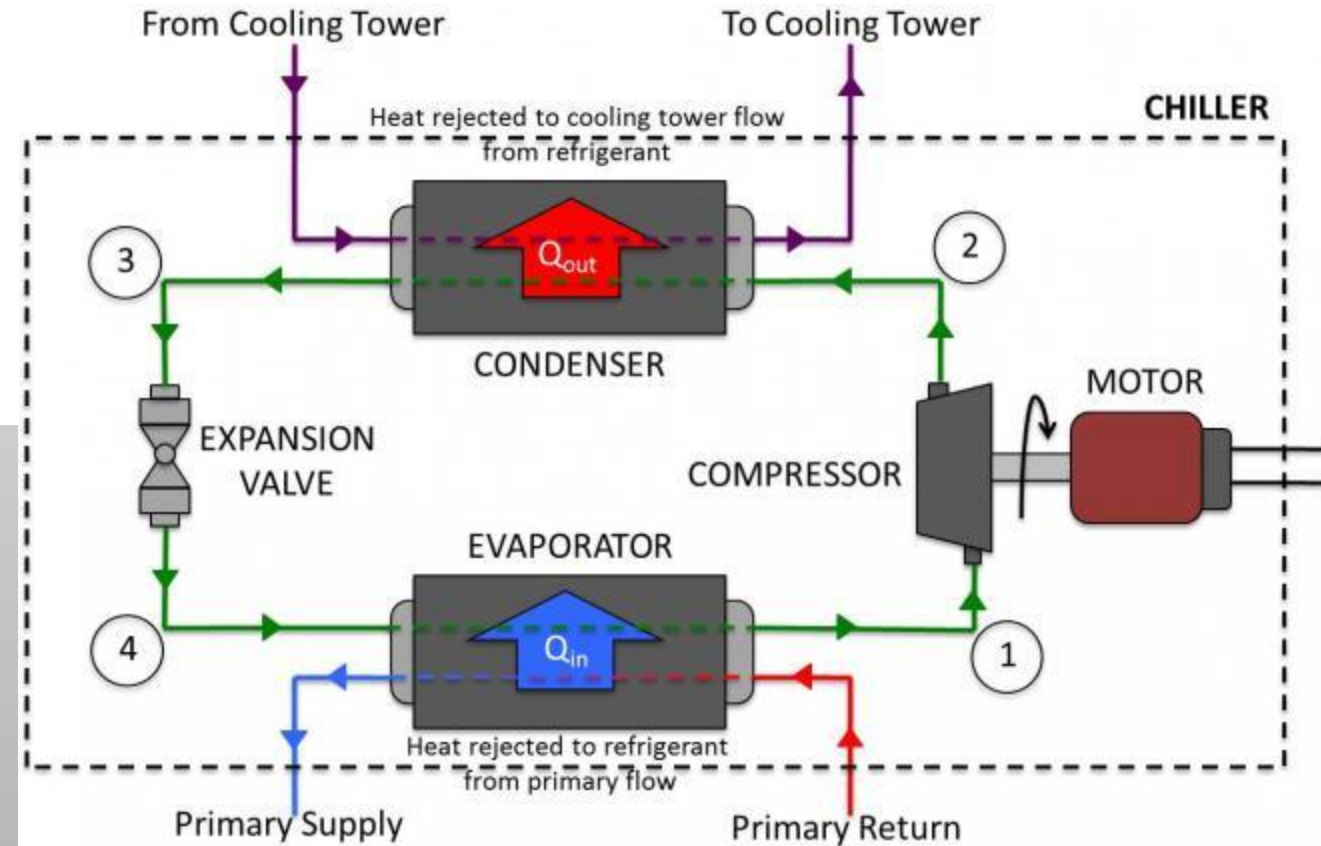 From Cooling Tower
To Cooling Tower
CHILLER
Heat rejected to cooling tower flow
from refrigerant
Qout
3
2
CONDENSER
MOTOR
EXPANSION
VALVE
COMPRESSOR
EVAPORATOR
Qin
4
1
Heat rejected to refrigerant
from primary flow
Primary Supply
Primary Return